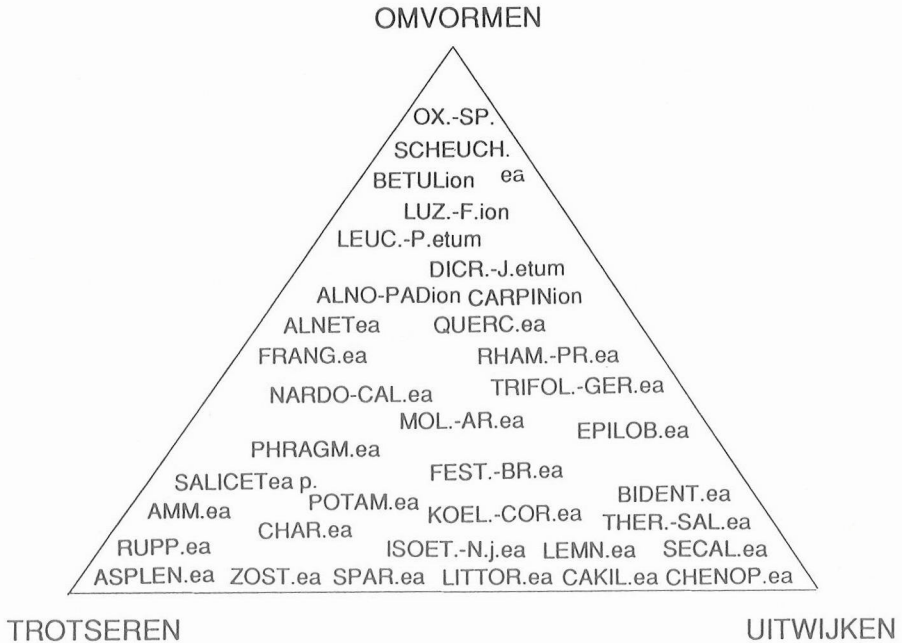 OMVORMEN
OX.-SP.
SCHEUCH.
BETULion ea
LUZ.-F.ion
LEUC.-P.etum
DICR.-J.etum
ALNO-PADion CARPINion
ALNETea QUERC.ea
FRANG.ea RHAM.-PR.ea
NARDO-CAL.ea TRIFOL.-GER.ea
MOL.-AR.ea EPILOB.ea
PHRAGM.ea
SALICETea p. FEST.-BR.ea
AMM.ea POTAM.ea KOEL.-COR.ea BIDENT.ea
CHAR.ea THER.-SAL.ea
RUPP.ea ISOET.-N.j.ea LEMN.ea SECAL.ea
ASPLEN.ea ZOST.ea SPAR.ea LITTOR.ea CAKIL.ea CHENOP.ea
TROTSEREN UITWIJKEN